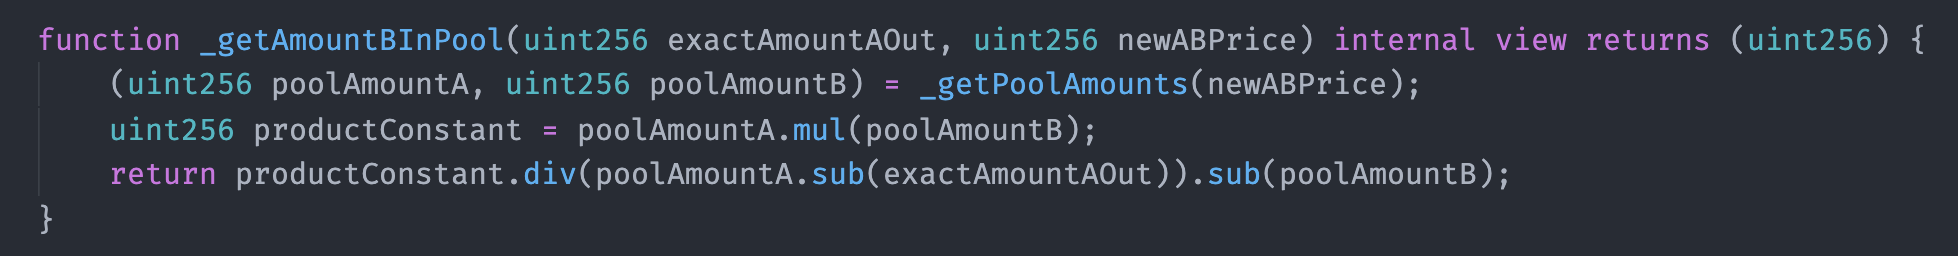 function _getAmountBInPool(uint256 exactAmountAOut, uint256 newABPrice) internal view returns (uint256) {
    (uint256 poolAmountA, uint256 poolAmountB) = _getPoolAmounts(newABPrice);
    uint256 productConstant = poolAmountA.mul(poolAmountB);
    return productConstant.div(poolAmountA.sub(exactAmountAOut)).sub(poolAmountB);
}